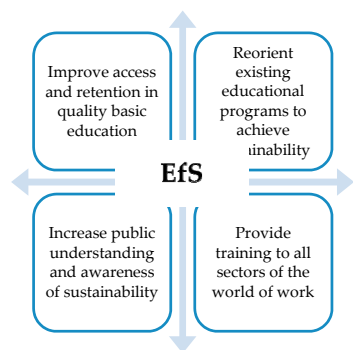 Improve access
and retention in
quality basic
education
Reorient
existing
educational
programs to
achieve
inability
EfS
Increase public
understanding
and awareness
of sustainability
Provide
training to all
sectors of the
world of work